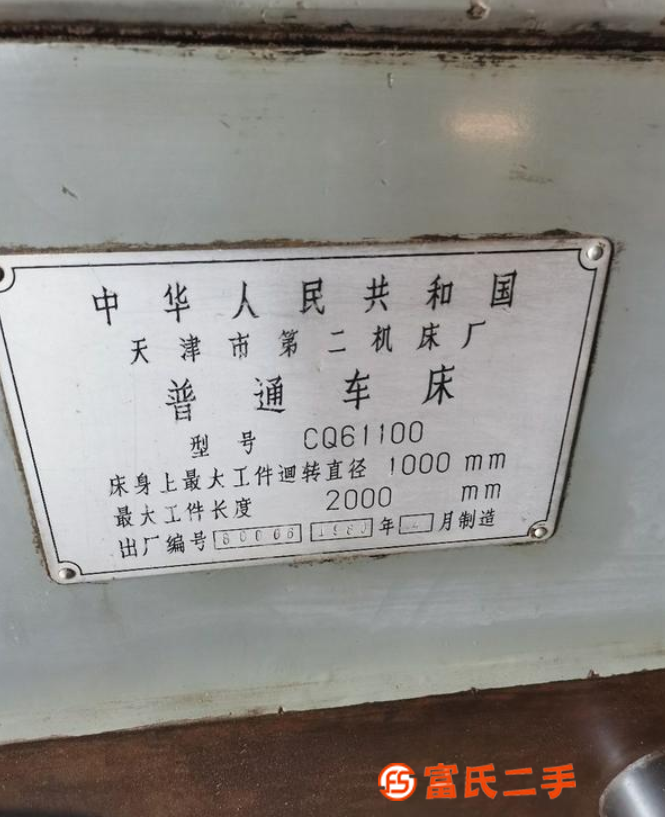 中华人民共和国
天津市第二机床厂
普通车床
型号 CQ61100
床身上最大工件迴转直径 1000 mm
最大工件长度 2000 mm
出厂编号 年 月制造
FS 富氏二手